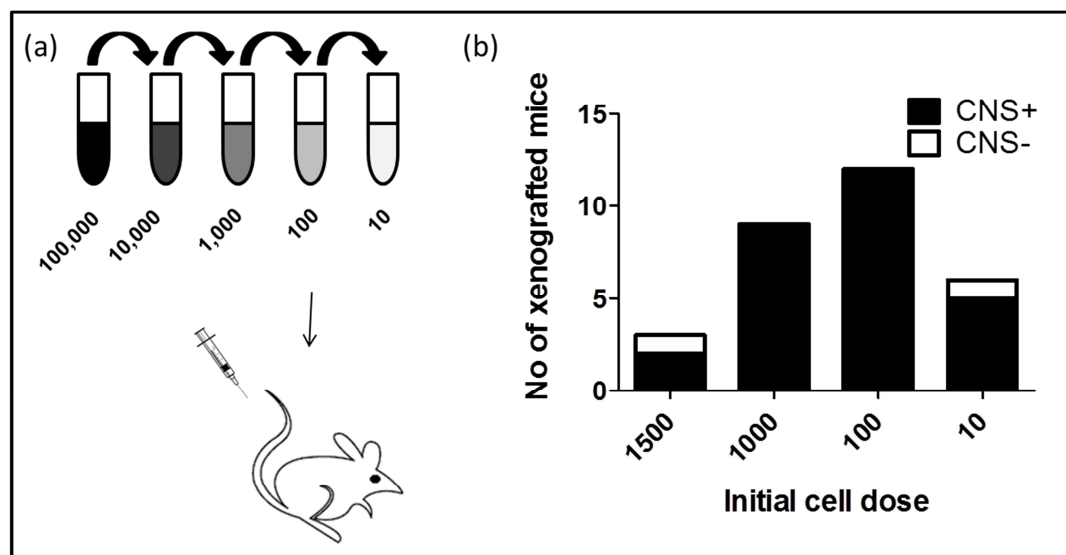 (a)
100,000
10,000
1,000
100
10
(b)
No of xenografted mice
15
10
5
0
CNS+
CNS-
1500
1000
100
10
Initial cell dose